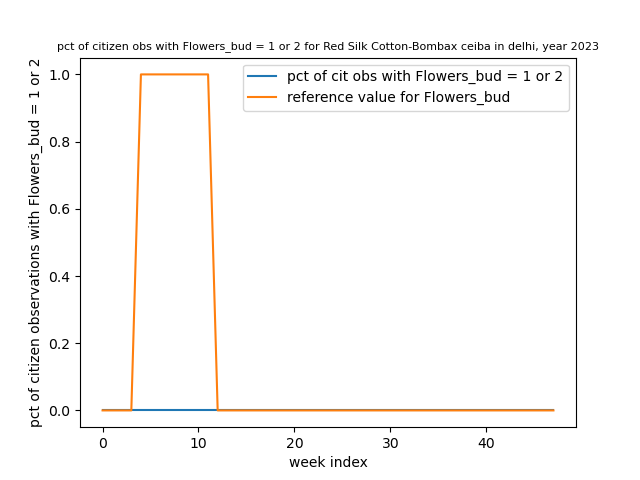 pct of citizen obs with Flowers_bud = 1 or 2 for Red Silk Cotton-Bombax ceiba in delhi, year 2023
pct of cit obs with Flowers_bud = 1 or 2
reference value for Flowers_bud
pct of citizen observations with Flowers_bud = 1 or 2
1.0
0.8
0.6
0.4
0.2
0.0
0 10 20 30 40
week index